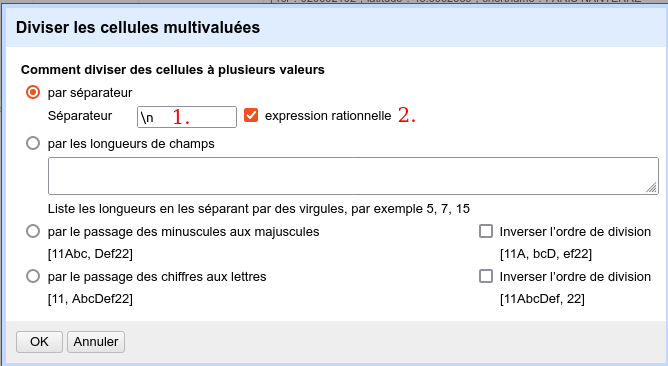 Diviser les cellules multivaluées
Comment diviser des cellules à plusieurs valeurs
par séparateur
Séparateur \n 1. expression rationnelle 2.
par les longueurs de champs
Liste les longueurs en les séparant par des virgules, par exemple 5, 7, 15
par le passage des minuscules aux majuscules Inverser l'ordre de division
[11Abc, Def22] [11A, bcD, ef22]
par le passage des chiffres aux lettres Inverser l'ordre de division
[11, AbcDef22] [11AbcDef, 22]
OK Annuler